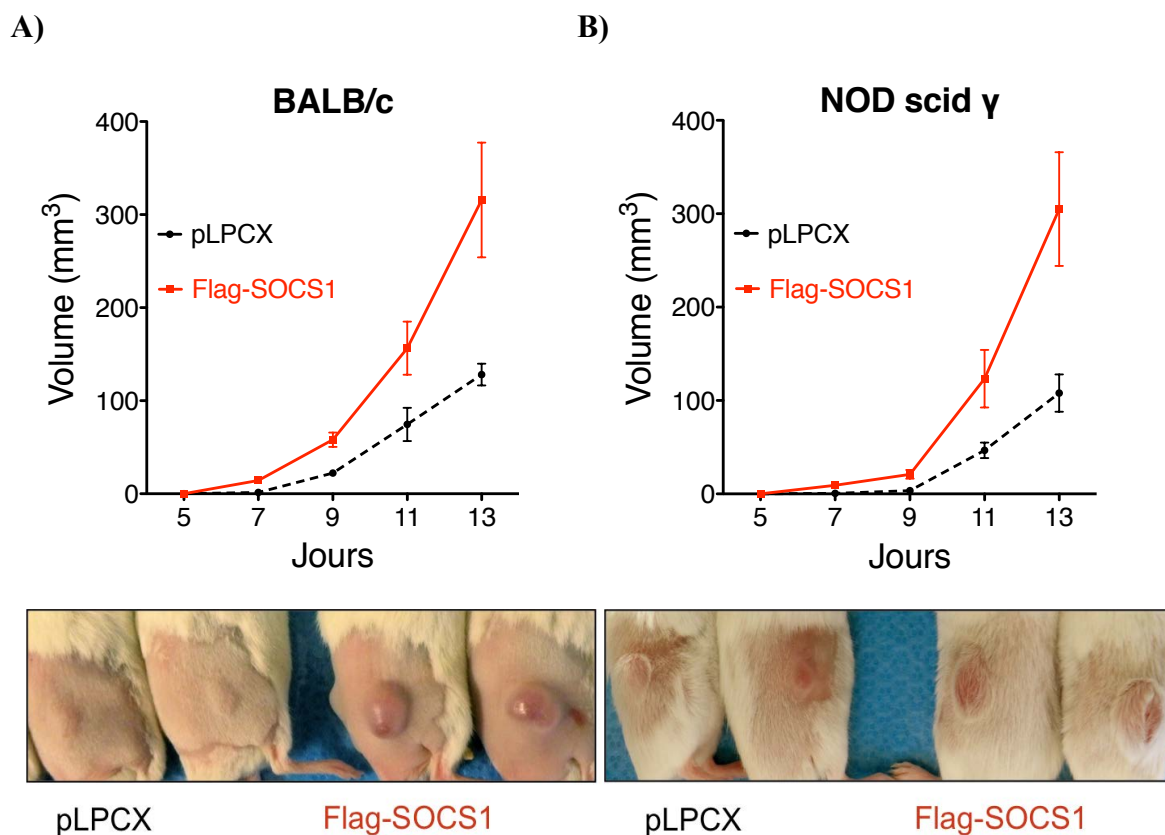 A)
B)
BALB/c
400
300
200
100
0
Volume (mm³)
pLPCX
Flag-SOCS1
5 7 9 11 13
Jours
NOD scid γ
400
300
200
100
0
Volume (mm³)
pLPCX
Flag-SOCS1
5 7 9 11 13
Jours
pLPCX Flag-SOCS1
pLPCX Flag-SOCS1